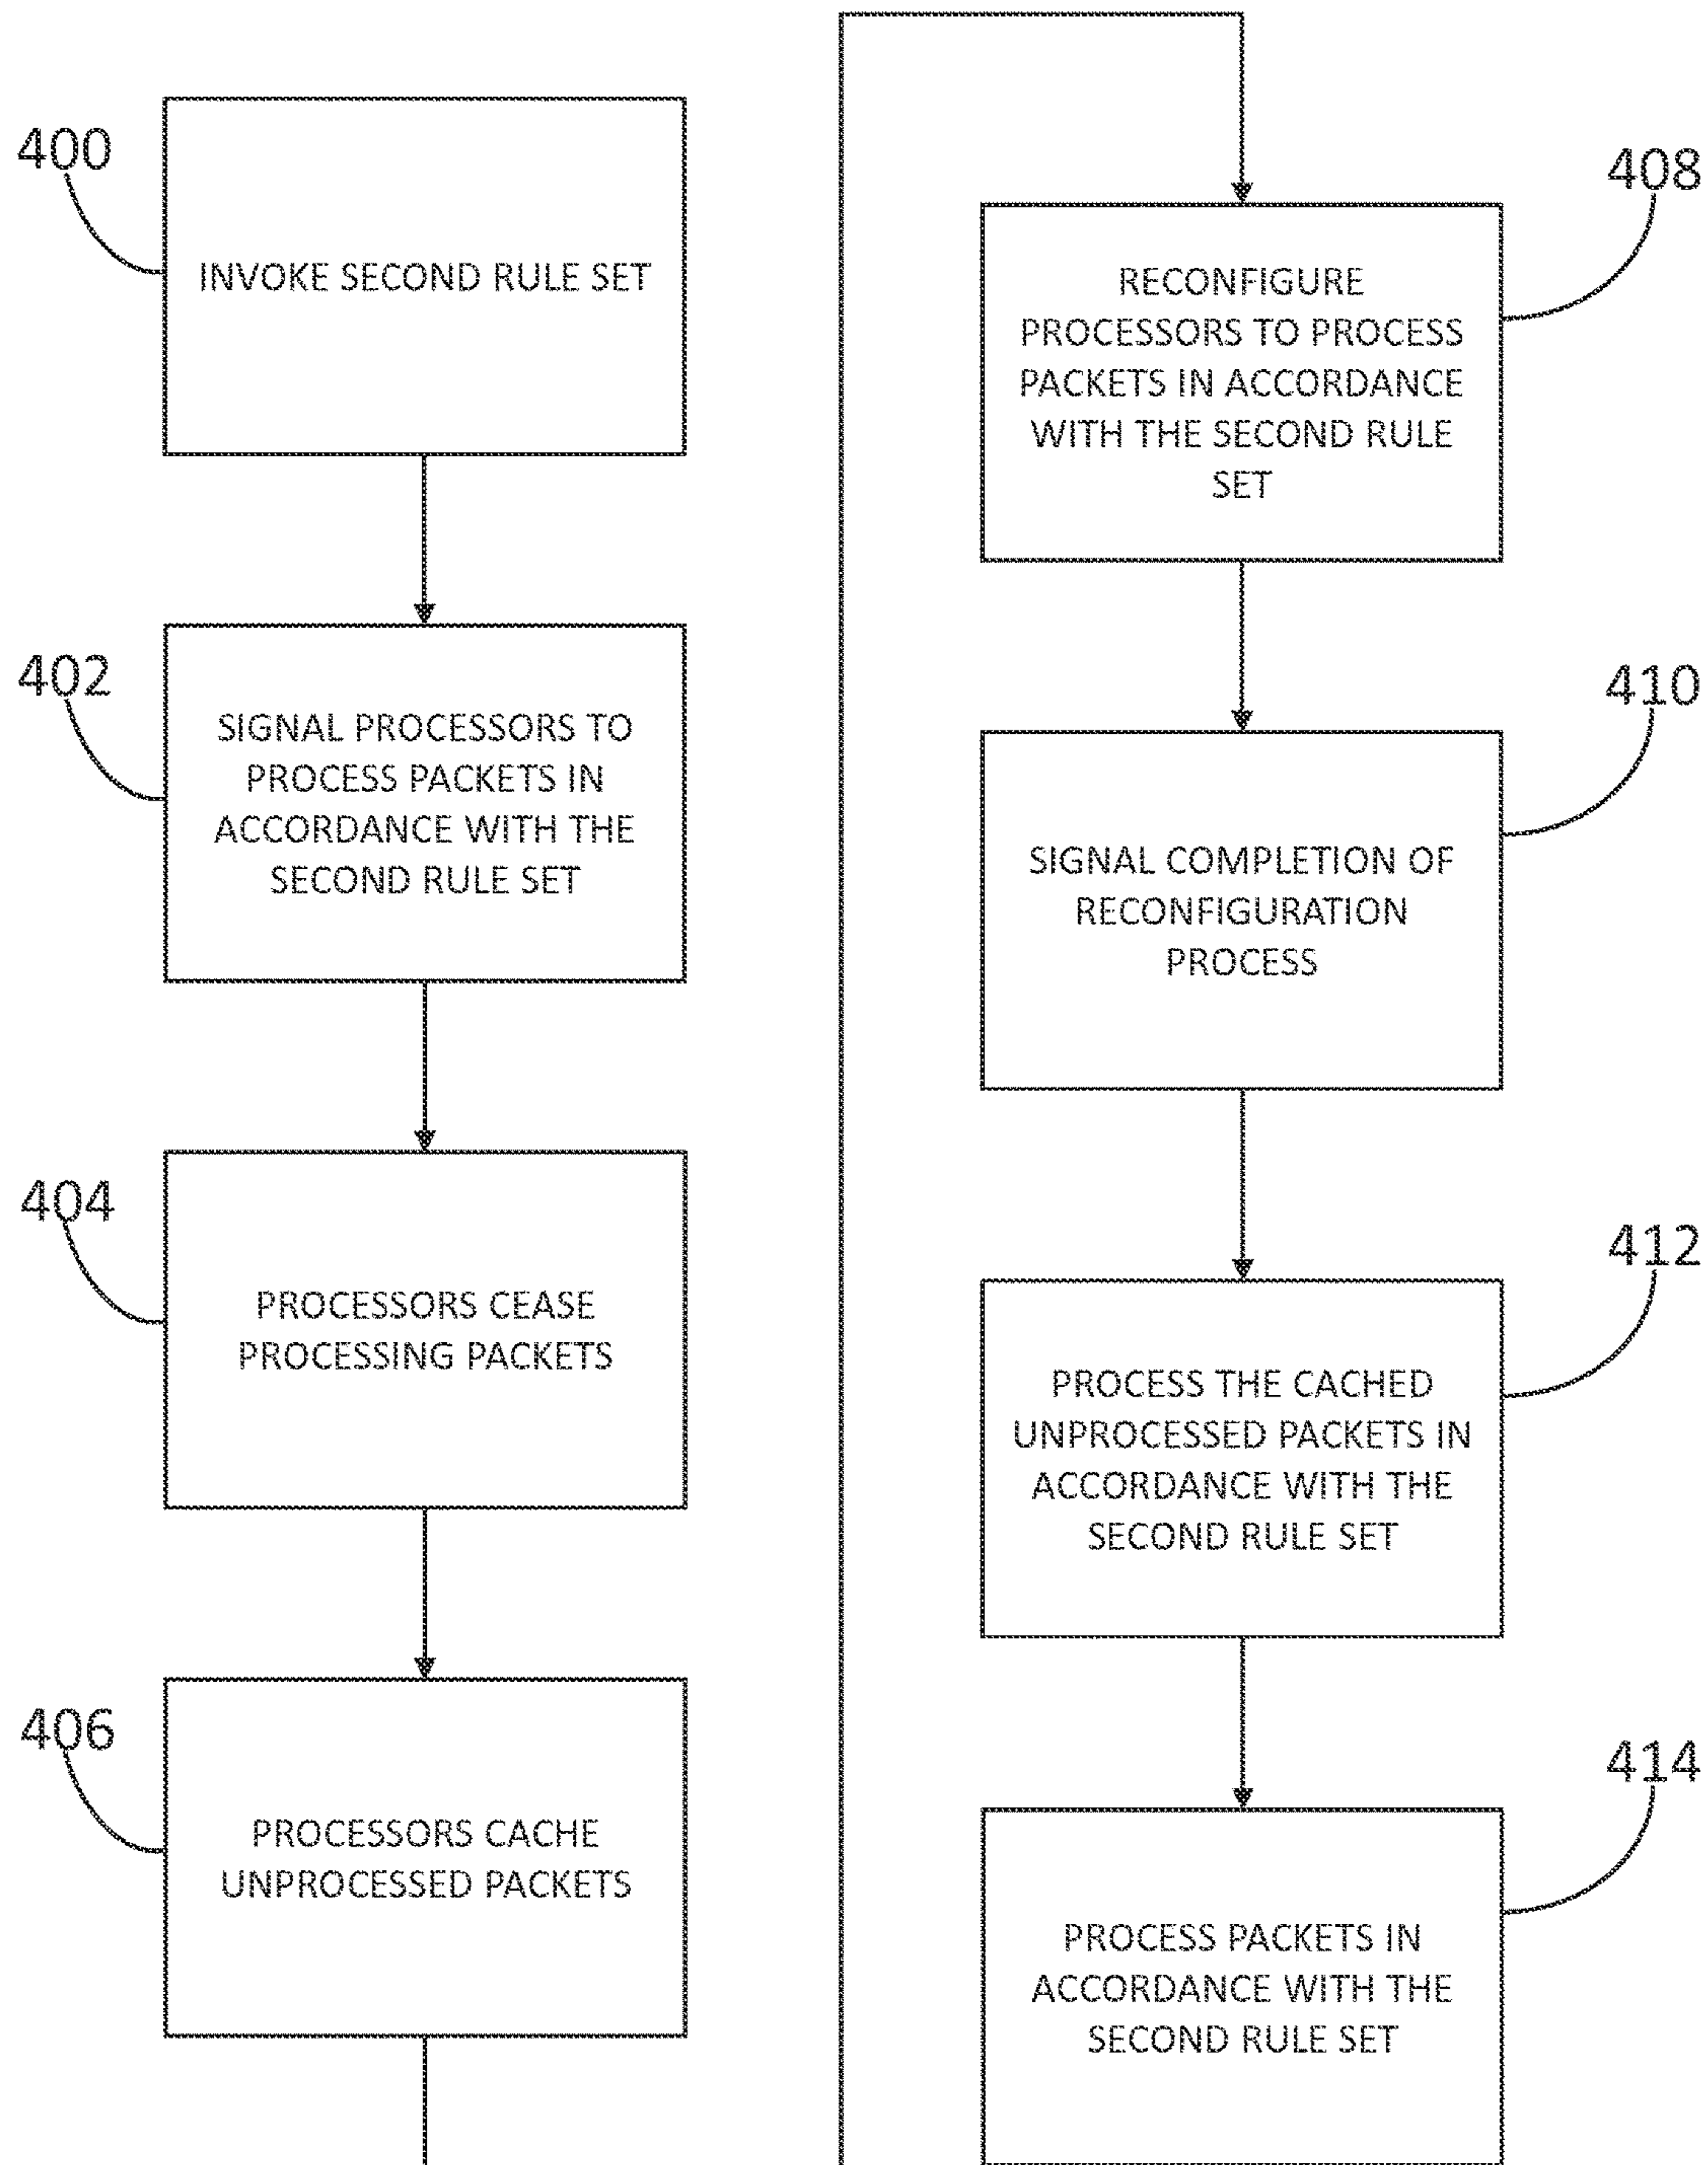 400
INVOKE SECOND RULE SET
402
SIGNAL PROCESSORS TO
PROCESS PACKETS IN
ACCORDANCE WITH THE
SECOND RULE SET
404
PROCESSORS CEASE
PROCESSING PACKETS
406
PROCESSORS CACHE
UNPROCESSED PACKETS
408
RECONFIGURE
PROCESSORS TO PROCESS
PACKETS IN ACCORDANCE
WITH THE SECOND RULE
SET
410
SIGNAL COMPLETION OF
RECONFIGURATION
PROCESS
412
PROCESS THE CACHED
UNPROCESSED PACKETS IN
ACCORDANCE WITH THE
SECOND RULE SET
414
PROCESS PACKETS IN
ACCORDANCE WITH THE
SECOND RULE SET